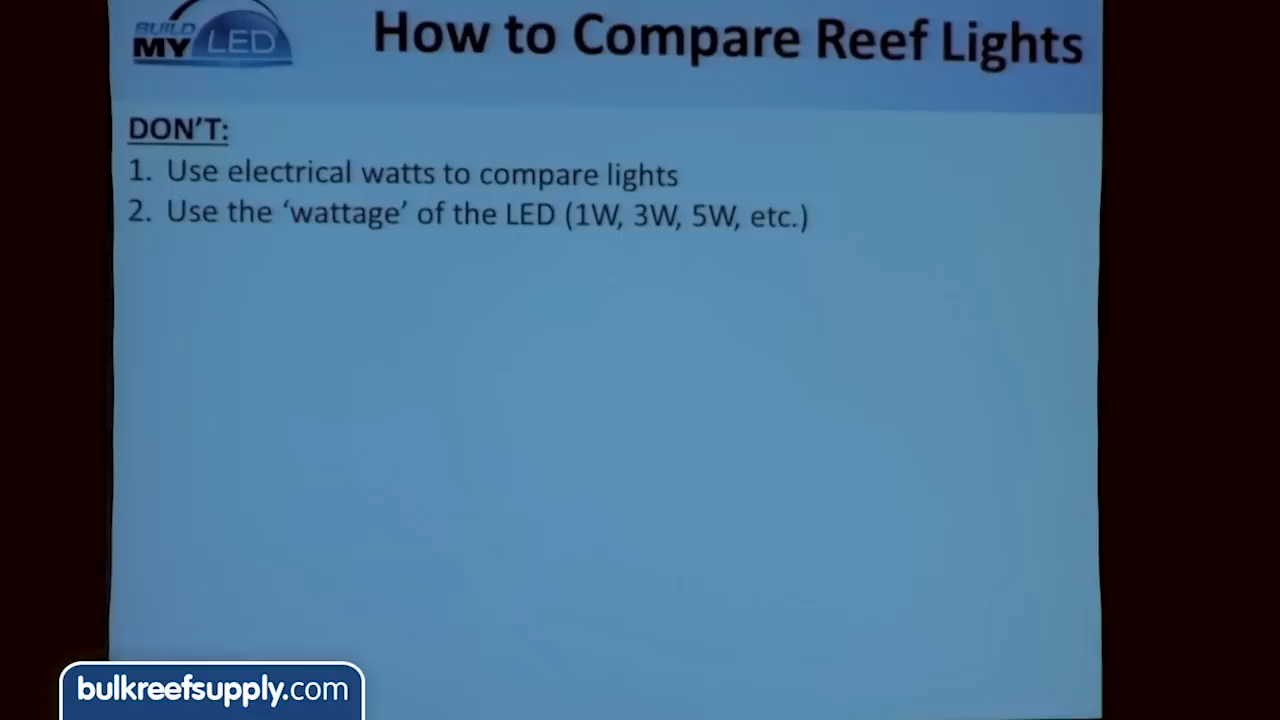 BUILD
MY LED
How to Compare Reef Lights
DON'T:
1. Use electrical watts to compare lights
2. Use the ‘wattage’ of the LED (1W, 3W, 5W, etc.)
bulkreefsupply.com